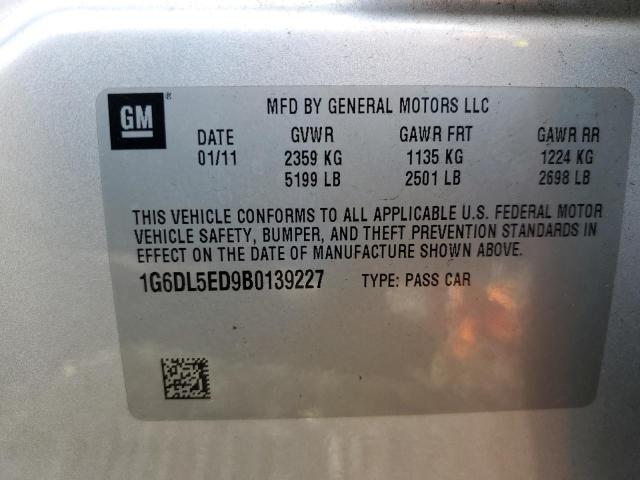 GM ®
MFD BY GENERAL MOTORS LLC
DATE GVWR GAWR FRT GAWR RR
01/11 2359 KG 1135 KG 1224 KG
5199 LB 2501 LB 2698 LB
THIS VEHICLE CONFORMS TO ALL APPLICABLE U.S. FEDERAL MOTOR
VEHICLE SAFETY, BUMPER, AND THEFT PREVENTION STANDARDS IN
EFFECT ON THE DATE OF MANUFACTURE SHOWN ABOVE.
1G6DL5ED9B0139227 TYPE: PASS CAR